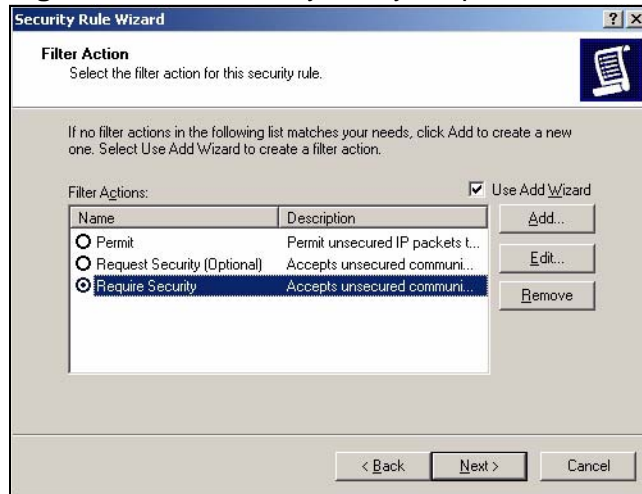 Security Rule Wizard
Filter Action
Select the filter action for this security rule.
If no filter actions in the following list matches your needs, click Add to create a new
one. Select Use Add Wizard to create a filter action.
Filter Actions:
Use Add Wizard
Name Description
Permit Permit unsecured IP packets t...
Request Security (Optional) Accepts unsecured communi...
Require Security Accepts unsecured communi...
Add...
Edit...
Remove
< Back Next > Cancel